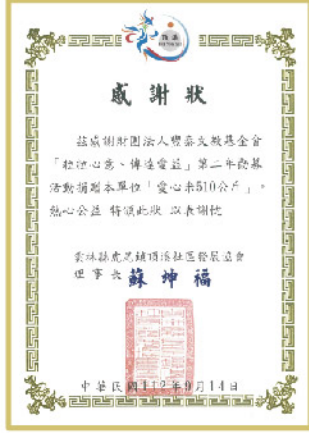 感謝狀
茲感謝財團法人豐泰文教基金會
「粒粒心意、傳遞愛益」第二年勸募
活動捐贈本單位「愛心米510公斤」。
熱心公益 特頒此狀 以表謝忱
雲林縣虎尾鎮頂溪社區發展協會
理事長 蘇坤福
中華民國112年9月14日